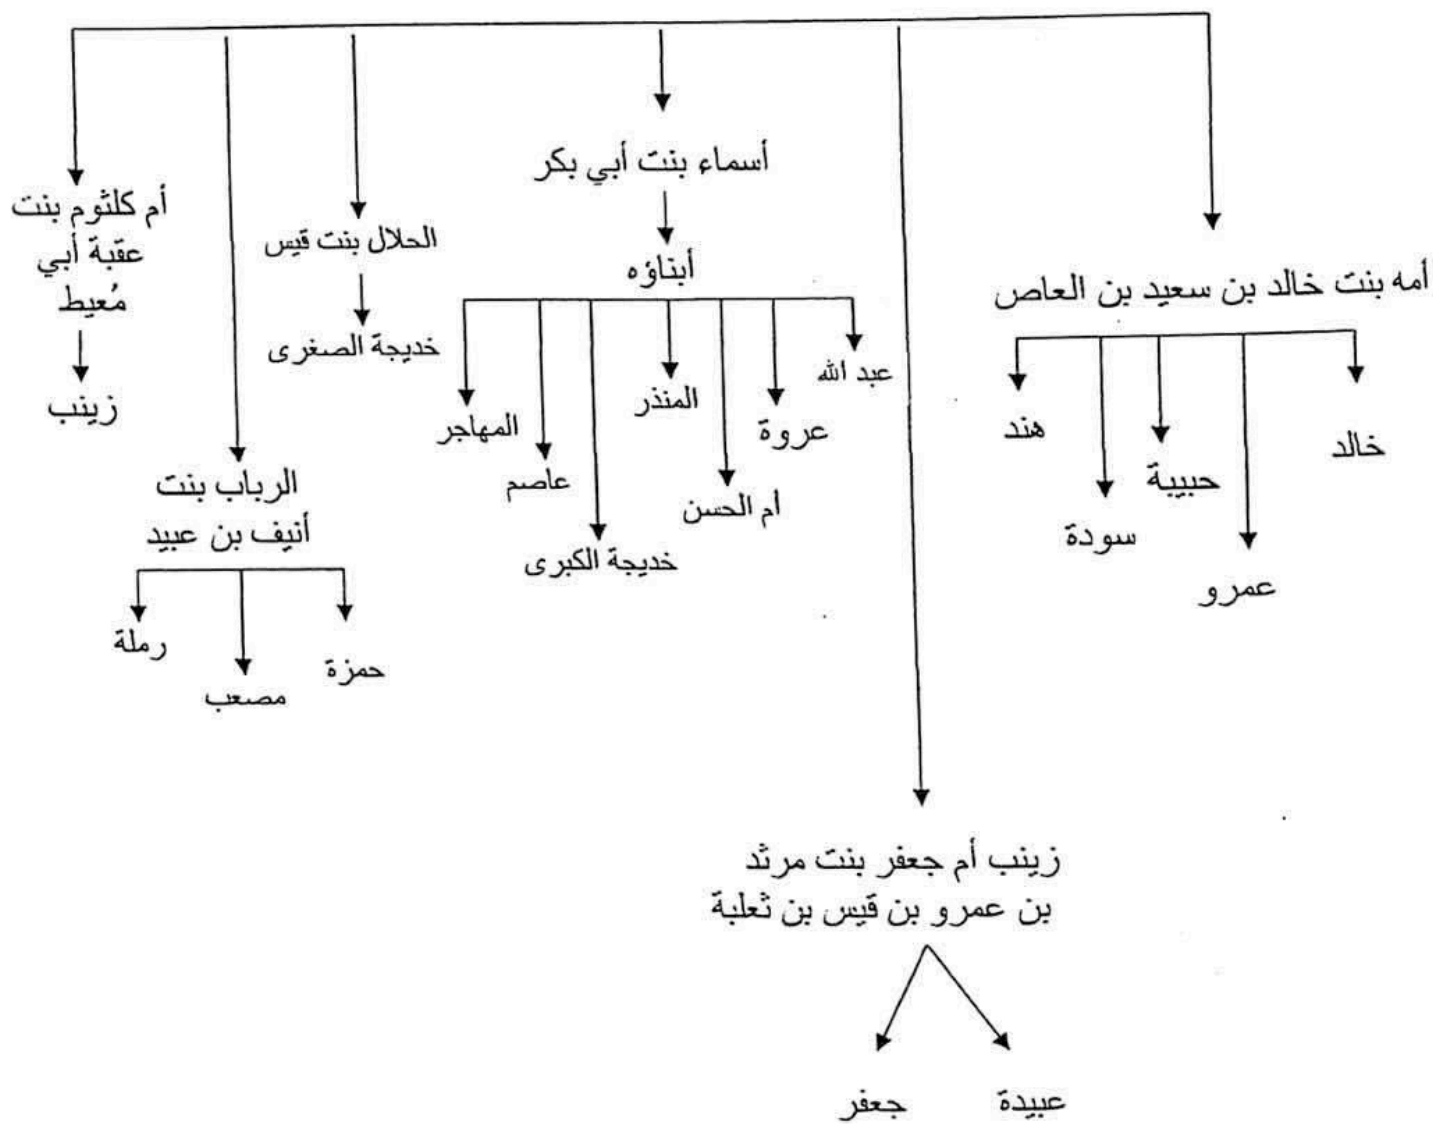 أمه بنت خالد بن سعيد بن العاص
خالد
عمرو
حبيبة
سودة
هند
زينب أم جعفر بنت مرثد
بن عمرو بن قيس بن ثعلبة
عبيدة
جعفر
أسماء بنت أبي بكر
أبناؤه
عبد الله
عروة
أم الحسن
المنذر
خديجة الكبرى
عاصم
المهاجر
الحلال بنت قيس
خديجة الصغرى
الرباب بنت
أنيف بن عبيد
حمزة
مصعب
رملة
أم كلثوم بنت
عقبة أبي
مُعيط
زينب